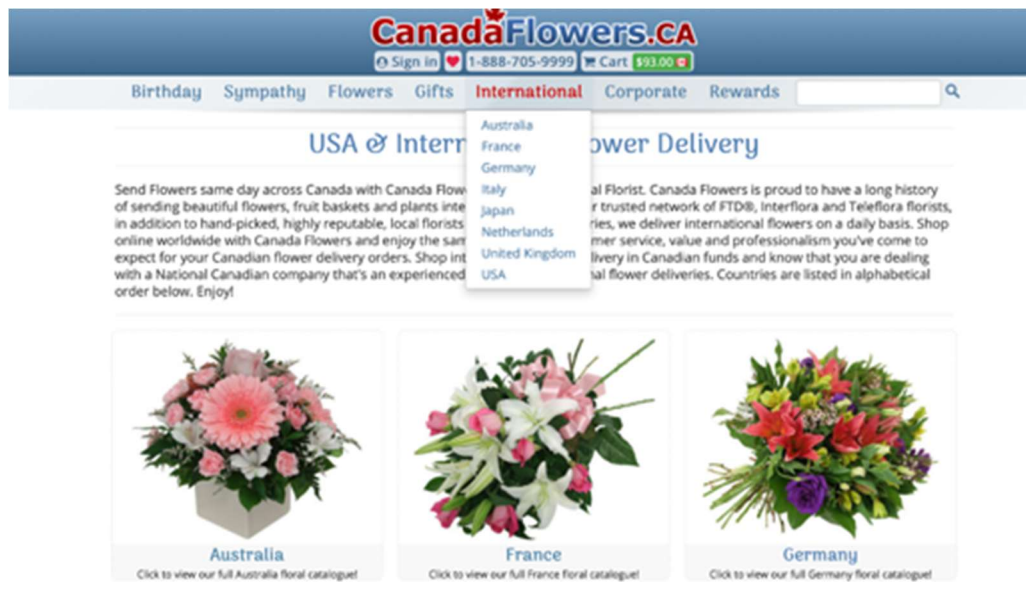 CanadaFlowers.CA
Sign in 1-888-705-9999 Cart $93.00
Birthday Sympathy Flowers Gifts International Corporate Rewards
Australia
France
Germany
Italy
Japan
Netherlands
United Kingdom
USA
USA & Intern ower Delivery
Send Flowers same day across Canada with Canada Flow al Florist. Canada Flowers is proud to have a long history
of sending beautiful flowers, fruit baskets and plants inte r trusted network of FTD®, Interflora and Teleflora florists,
in addition to hand-picked, highly reputable, local florists ries, we deliver international flowers on a daily basis. Shop
online worldwide with Canada Flowers and enjoy the sam mer service, value and professionalism you've come to
expect for your Canadian flower delivery orders. Shop int livery in Canadian funds and know that you are dealing
with a National Canadian company that's an experienced nal flower deliveries. Countries are listed in alphabetical
order below. Enjoy!
Australia
Click to view our full Australia floral catalogue!
France
Click to view our full France floral catalogue!
Germany
Click to view our full Germany floral catalogue!